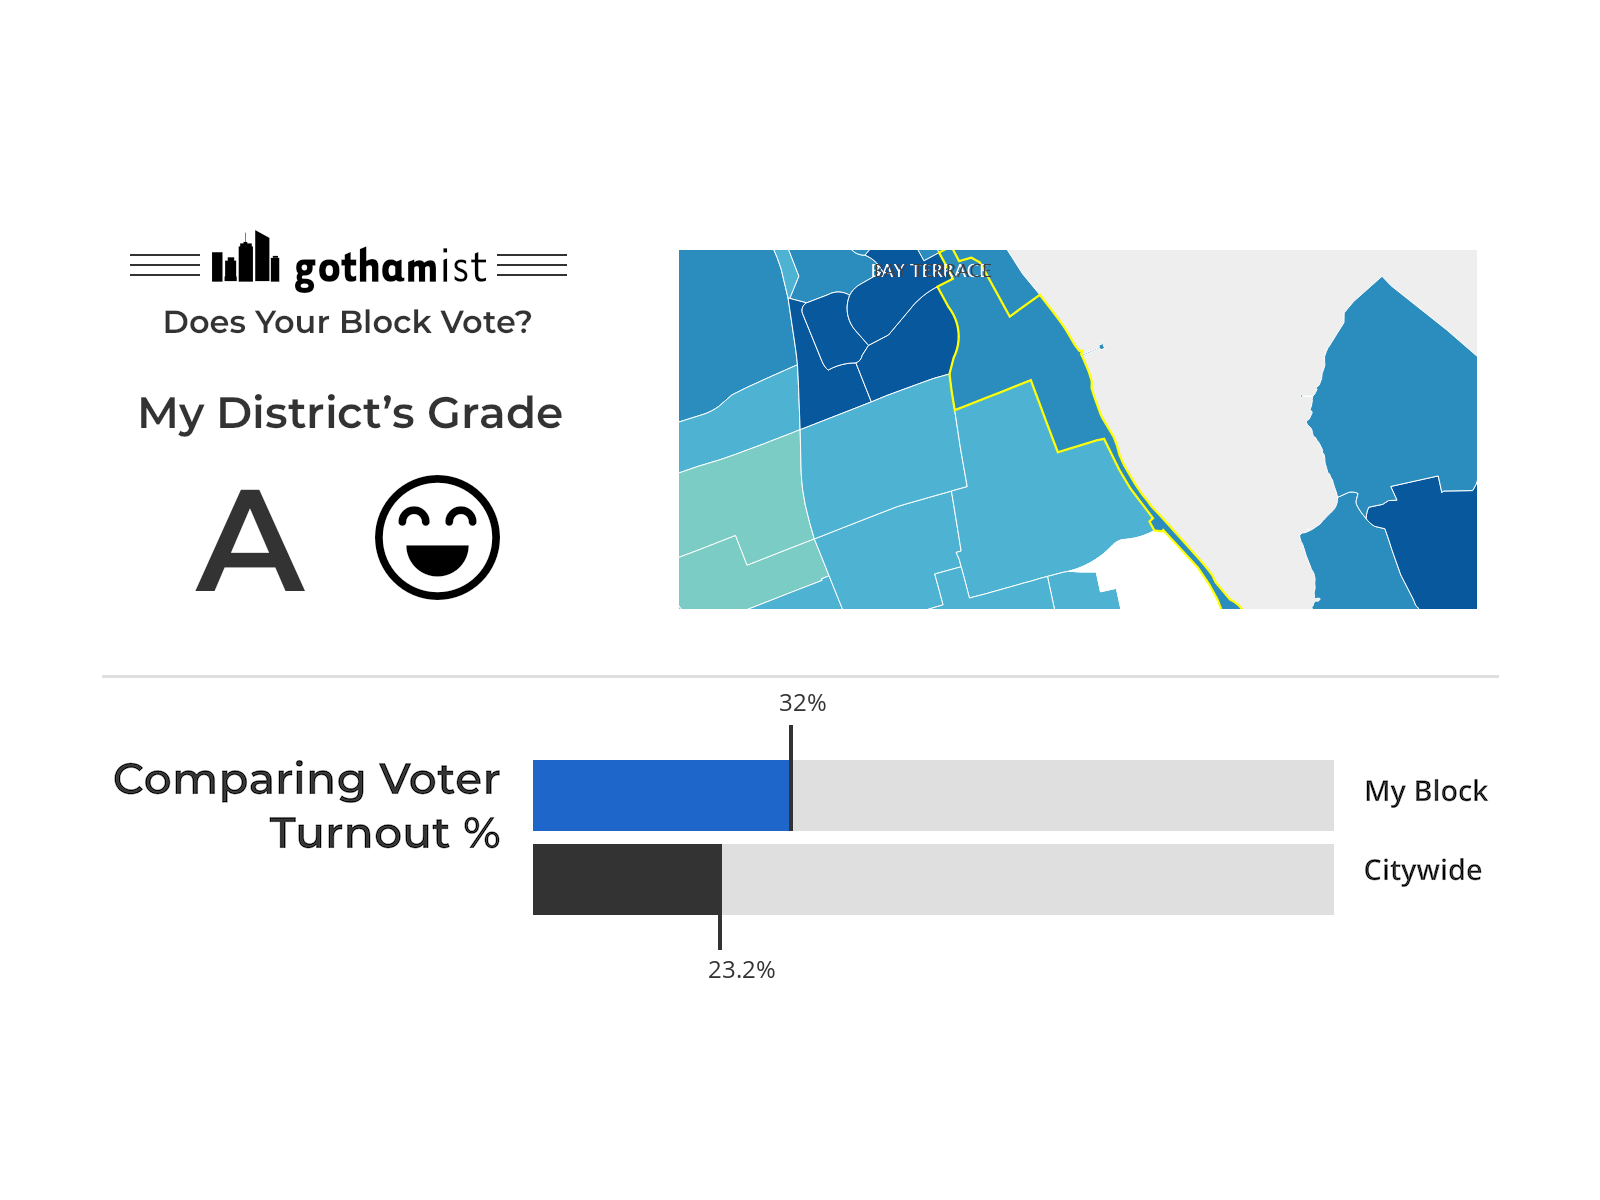 gothamist
Does Your Block Vote?
My District's Grade
A
BAY TERRACE
32%
Comparing Voter
Turnout %
My Block
Citywide
23.2%